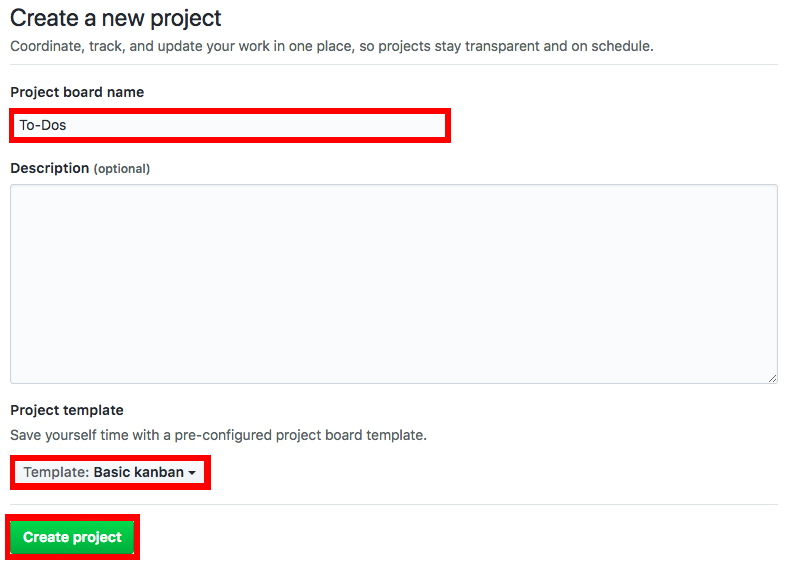 Create a new project
Coordinate, track, and update your work in one place, so projects stay transparent and on schedule.
Project board name
To-Dos
Description (optional)
Project template
Save yourself time with a pre-configured project board template.
Template: Basic kanban
Create project